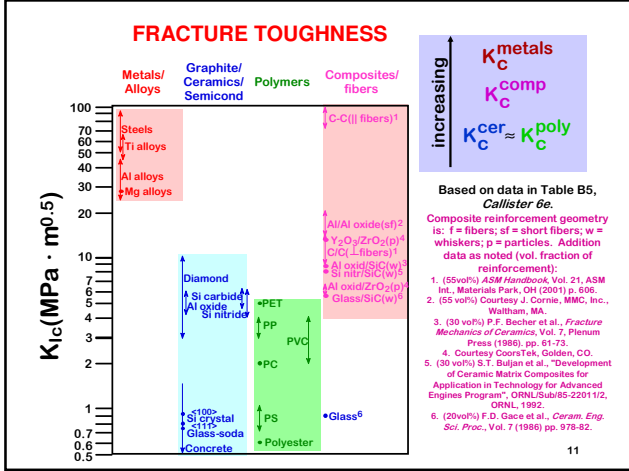 FRACTURE TOUGHNESS
Metals/
Alloys
Graphite/
Ceramics/
Semicond
Polymers
Composites/
fibers
KIc(MPa · m0.5)
100
70
60
50
40
30
20
10
7
6
5
4
3
2
1
0.7
0.6
0.5
Steels
Ti alloys
Al alloys
Mg alloys
Diamond
Si carbide
Al oxide
Si nitride
<100>
Si crystal
<111>
Glass-soda
Concrete
PET
PP
PVC
PC
PS
Polyester
C-C(|| fibers)1
Al/Al oxide(sf)2
Y2O3/ZrO2(p)4
C/C(⊥fibers)1
Al oxid/SiC(w)3
Si nitr/SiC(w)5
Al oxid/ZrO2(p)4
Glass/SiC(w)6
Glass6
increasing
Kc metals
Kc comp
Kc cer ≈ Kc poly
Based on data in Table B5,
Callister 6e.
Composite reinforcement geometry
is: f = fibers; sf = short fibers; w =
whiskers; p = particles. Addition
data as noted (vol. fraction of
reinforcement):
1. (55vol%) ASM Handbook, Vol. 21, ASM
Int., Materials Park, OH (2001) p. 606.
2. (55 vol%) Courtesy J. Cornie, MMC, Inc.,
Waltham, MA.
3. (30 vol%) P.F. Becher et al., Fracture
Mechanics of Ceramics, Vol. 7, Plenum
Press (1986). pp. 61-73.
4. Courtesy CoorsTek, Golden, CO.
5. (30 vol%) S.T. Buljan et al., "Development
of Ceramic Matrix Composites for
Application in Technology for Advanced
Engines Program", ORNL/Sub/85-22011/2,
ORNL, 1992.
6. (20vol%) F.D. Gace et al., Ceram. Eng.
Sci. Proc., Vol. 7 (1986) pp. 978-82.
11